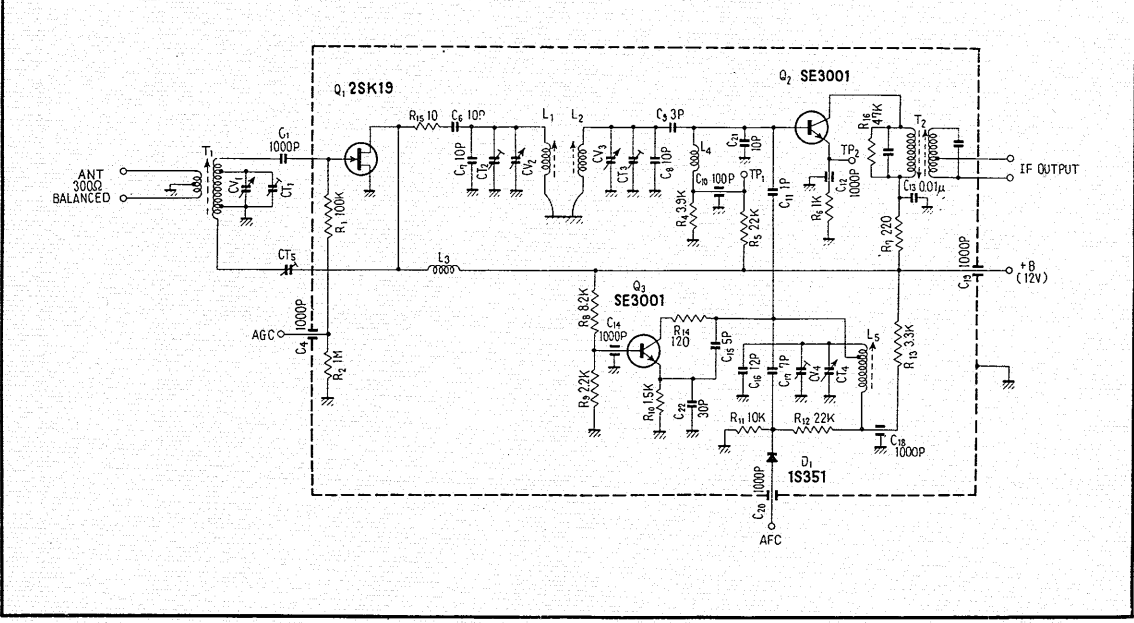 Q1 2SK19
Q2 SE3001
T1
C1
1000P
R15 10
C6 10P
L1
L2
C9 3P
R16 47K
T2
ANT
300Ω
BALANCED
CV1
CT1
C7 10P
CT2
CV2
CV3
CT3
C8 10P
L4
C21
10P
TP2
C12
1000P
C13 0.01μ
IF OUTPUT
R1 100K
C10 100P
TP1
R4 3.91K
R5 22K
C11 1P
R6 1K
R7 220
CT5
L3
C19 1000P
+B
(12V)
Q3
SE3001
R8 8.2K
C14
1000P
R14
120
C15 5P
L5
R13 3.3K
AGC
1000P
C4
R2 1M
R9 2.2K
R10 1.5K
C22
30P
C16 12P
C17 7P
CV4
CT4
R11 10K
R12 22K
C18
1000P
D1
1S351
1000P
C20
AFC